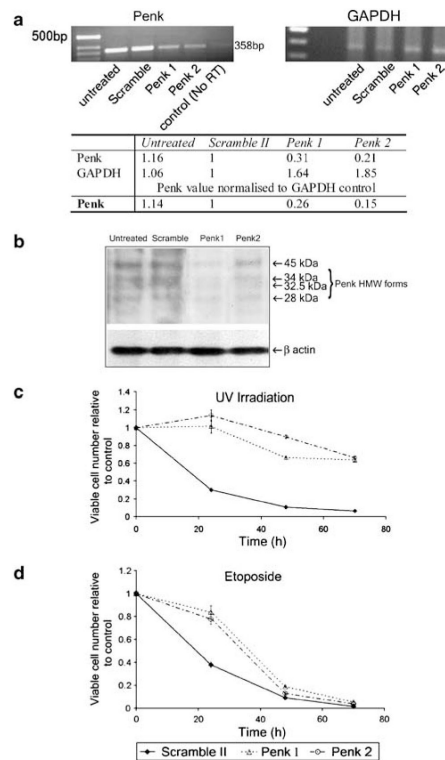 a
Penk
GAPDH
500bp
358bp
untreated
Scramble
Penk 1
Penk 2
control (No RT)
untreated
Scramble
Penk 1
Penk 2
Untreated Scramble II Penk 1 Penk 2
Penk 1.16 1 0.31 0.21
GAPDH 1.06 1 1.64 1.85
Penk value normalised to GAPDH control
Penk 1.14 1 0.26 0.15
b
Untreated Scramble Penk1 Penk2
←45 kDa
←34 kDa
←32.5kDa
←28 kDa
Penk HMW forms
←β actin
c
UV Irradiation
Viable cell number relative
to control
1.4
1.2
1
0.8
0.6
0.4
0.2
0
0 20 40 60 80
Time (h)
d
Etoposide
Viable cell number relative
to control
1.2
1
0.8
0.6
0.4
0.2
0
0 20 40 60 80
Time (h)
Scramble II Penk 1 Penk 2